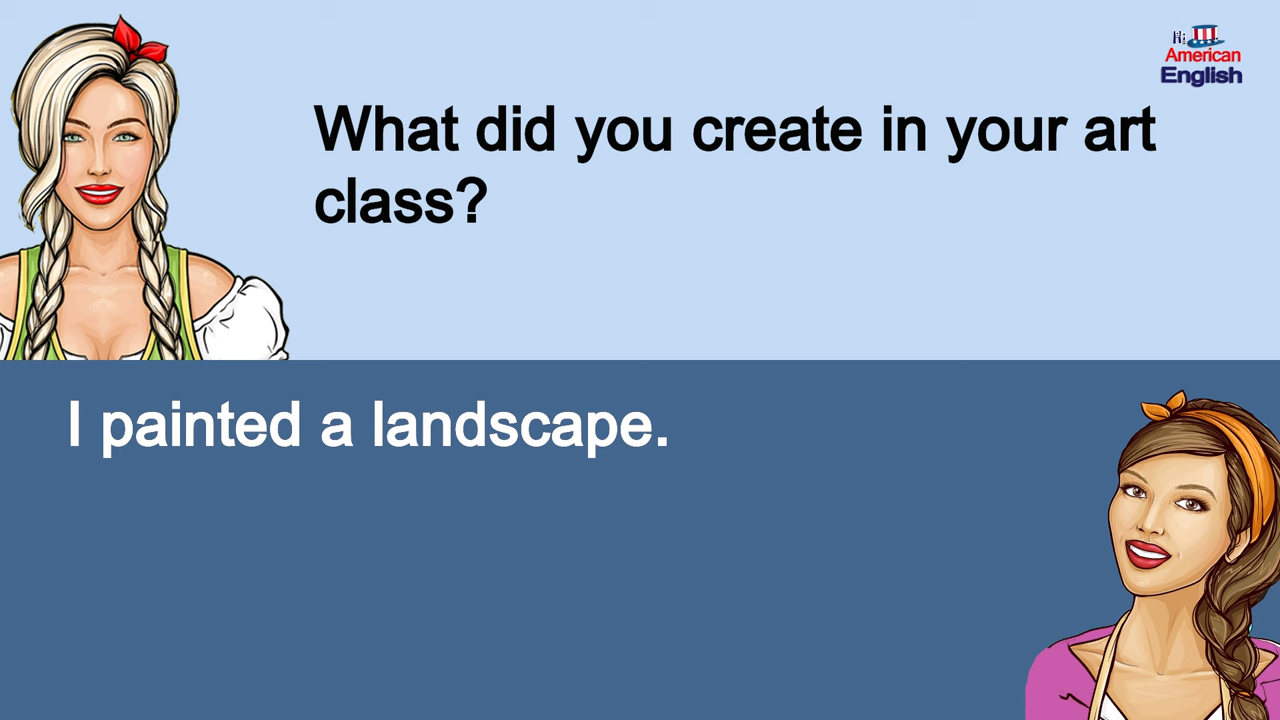 Hi
American
English
What did you create in your art
class?
I painted a landscape.